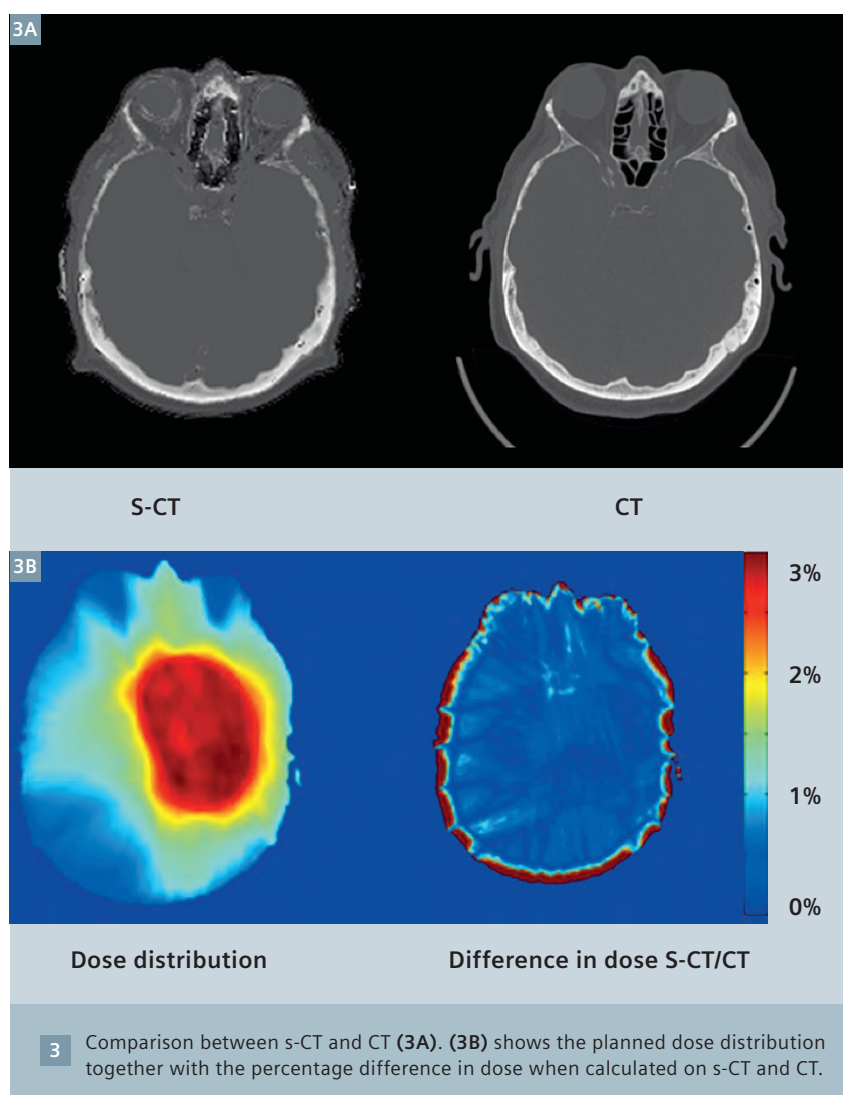 3A
S-CT
CT
3B
3%
2%
1%
0%
Dose distribution
Difference in dose S-CT/CT
3
Comparison between s-CT and CT (3A). (3B) shows the planned dose distribution
together with the percentage difference in dose when calculated on s-CT and CT.